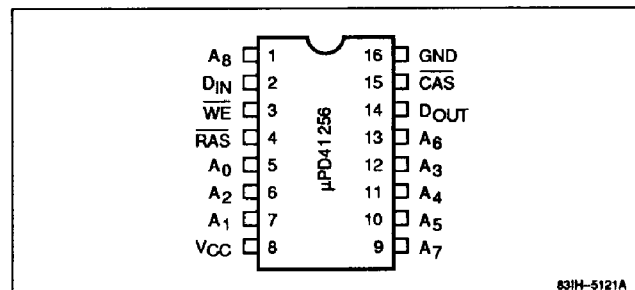 A8 1 16 GND
DIN 2 15 CAS
WE 3 14 DOUT
RAS 4 13 A6
A0 5 12 A3
A2 6 11 A4
A1 7 10 A5
VCC 8 9 A7
μPD41256
83IH-5121A